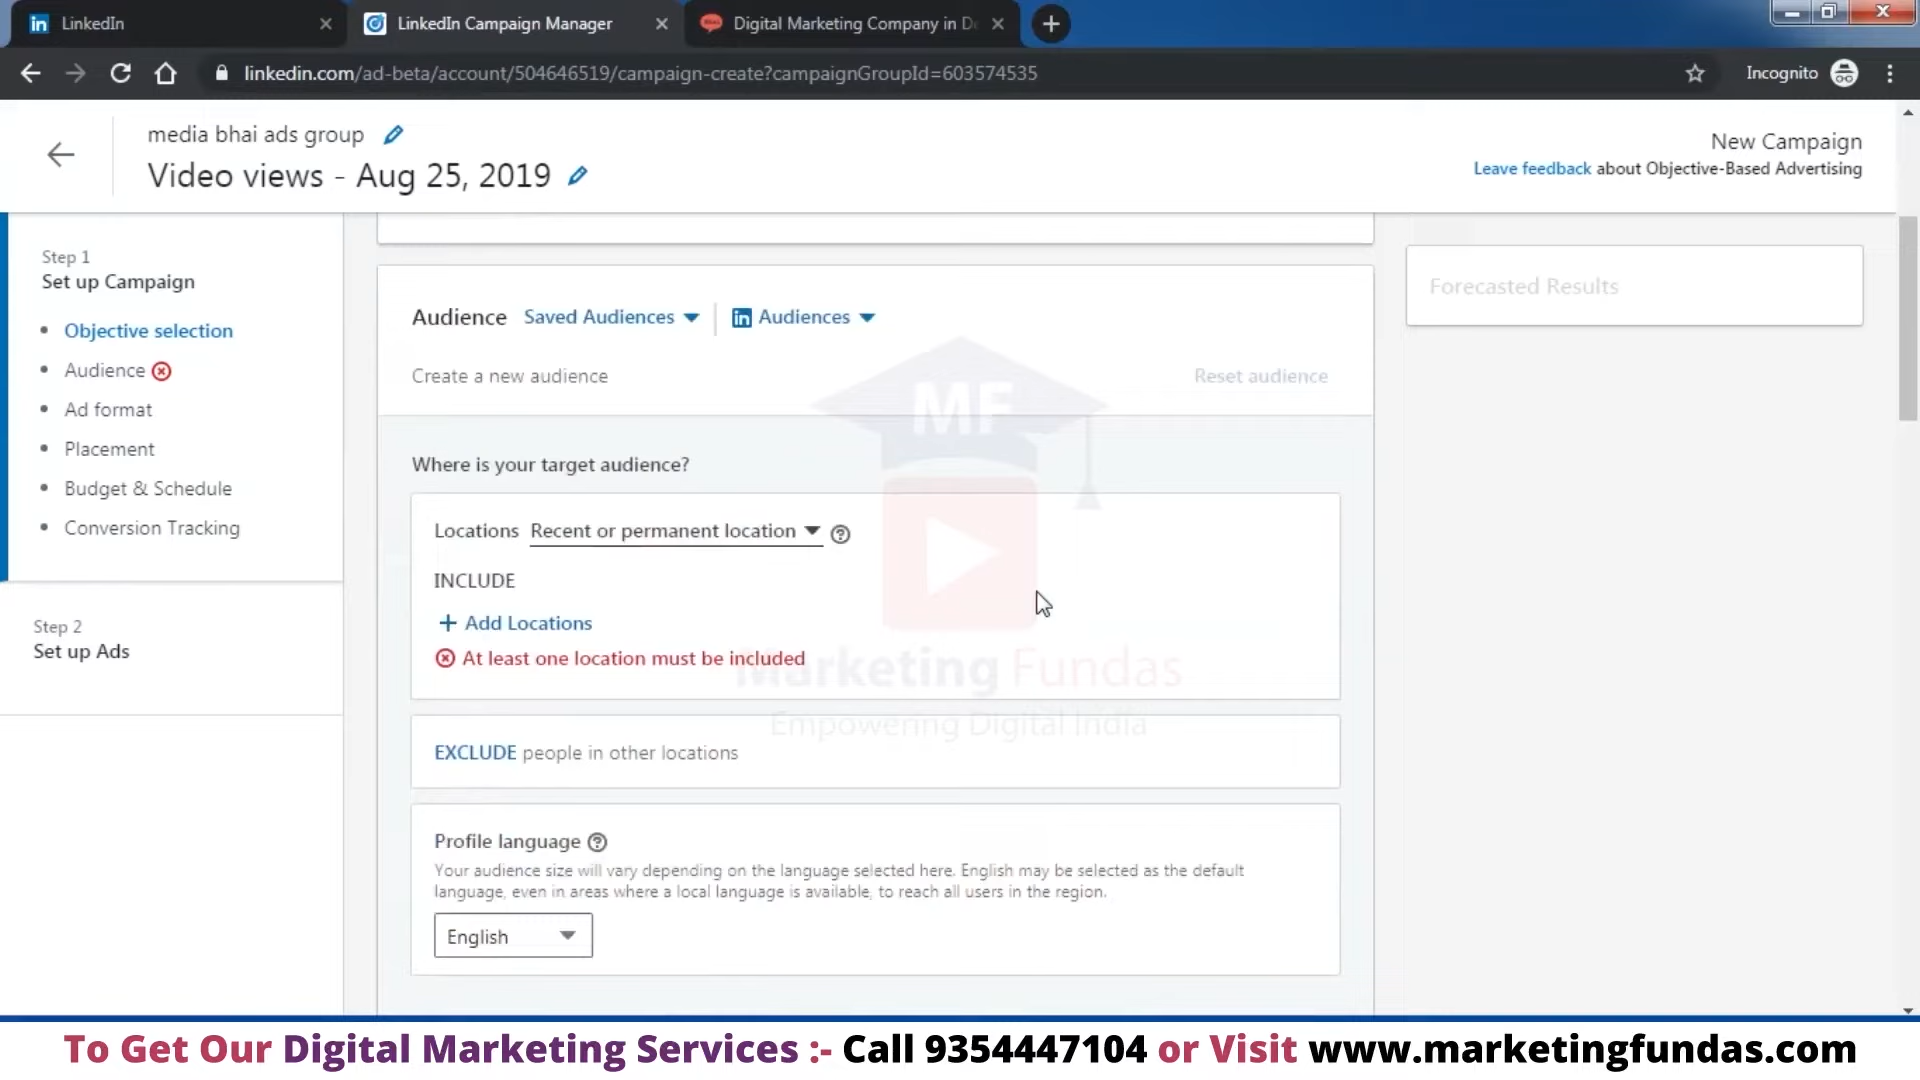 LinkedIn
LinkedIn Campaign Manager
Digital Marketing Company in De
linkedin.com/ad-beta/account/504646519/campaign-create?campaignGroupId=603574535
Incognito
media bhai ads group
Video views - Aug 25, 2019
New Campaign
Leave feedback about Objective-Based Advertising
Step 1
Set up Campaign
Objective selection
Audience
Ad format
Placement
Budget & Schedule
Conversion Tracking
Step 2
Set up Ads
Audience Saved Audiences in Audiences
Create a new audience
Reset audience
Where is your target audience?
Locations Recent or permanent location
INCLUDE
+ Add Locations
At least one location must be included
EXCLUDE people in other locations
Profile language
Your audience size will vary depending on the language selected here. English may be selected as the default
language, even in areas where a local language is available, to reach all users in the region.
English
Forecasted Results
MF
Marketing Fundas
Empowering Digital India
To Get Our Digital Marketing Services :- Call 9354447104 or Visit www.marketingfundas.com